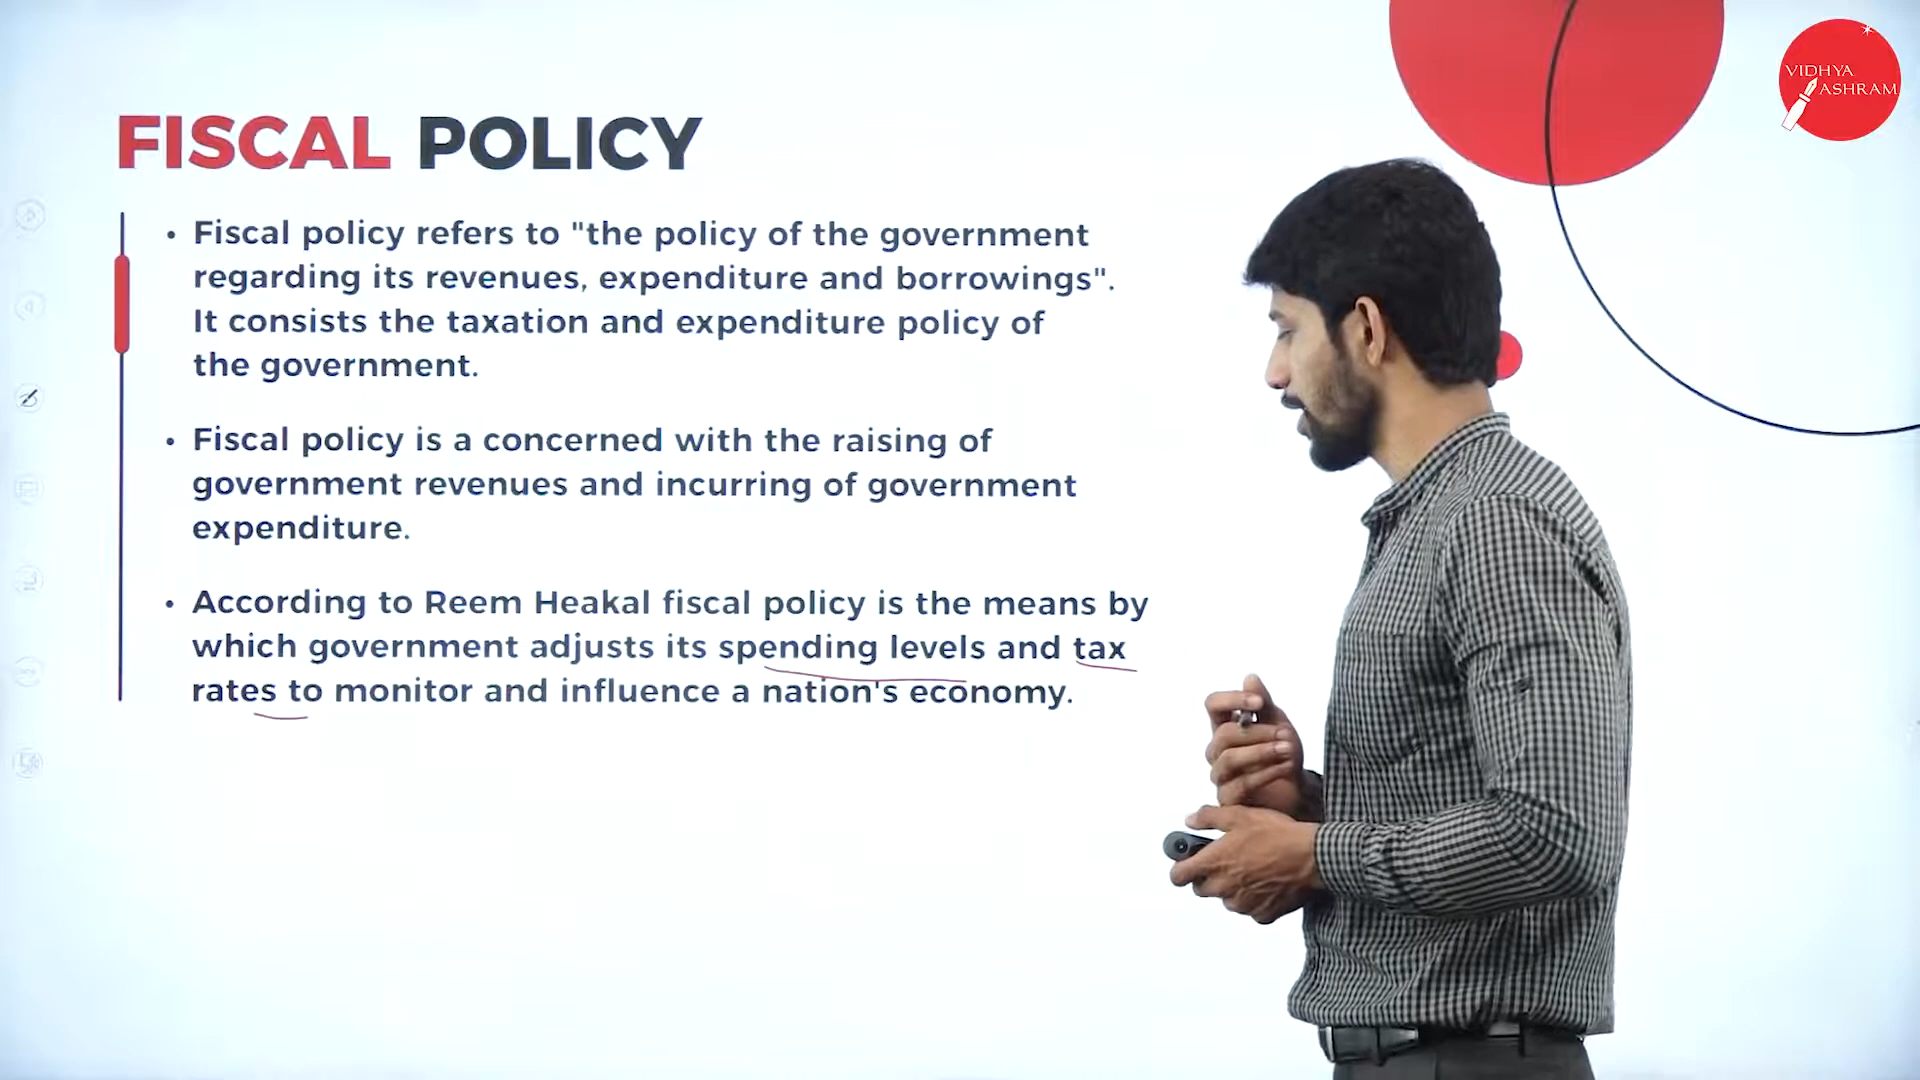 VIDHYA
ASHRAM
FISCAL POLICY
• Fiscal policy refers to "the policy of the government
regarding its revenues, expenditure and borrowings".
It consists the taxation and expenditure policy of
the government.
• Fiscal policy is a concerned with the raising of
government revenues and incurring of government
expenditure.
• According to Reem Heakal fiscal policy is the means by
which government adjusts its spending levels and tax
rates to monitor and influence a nation's economy.